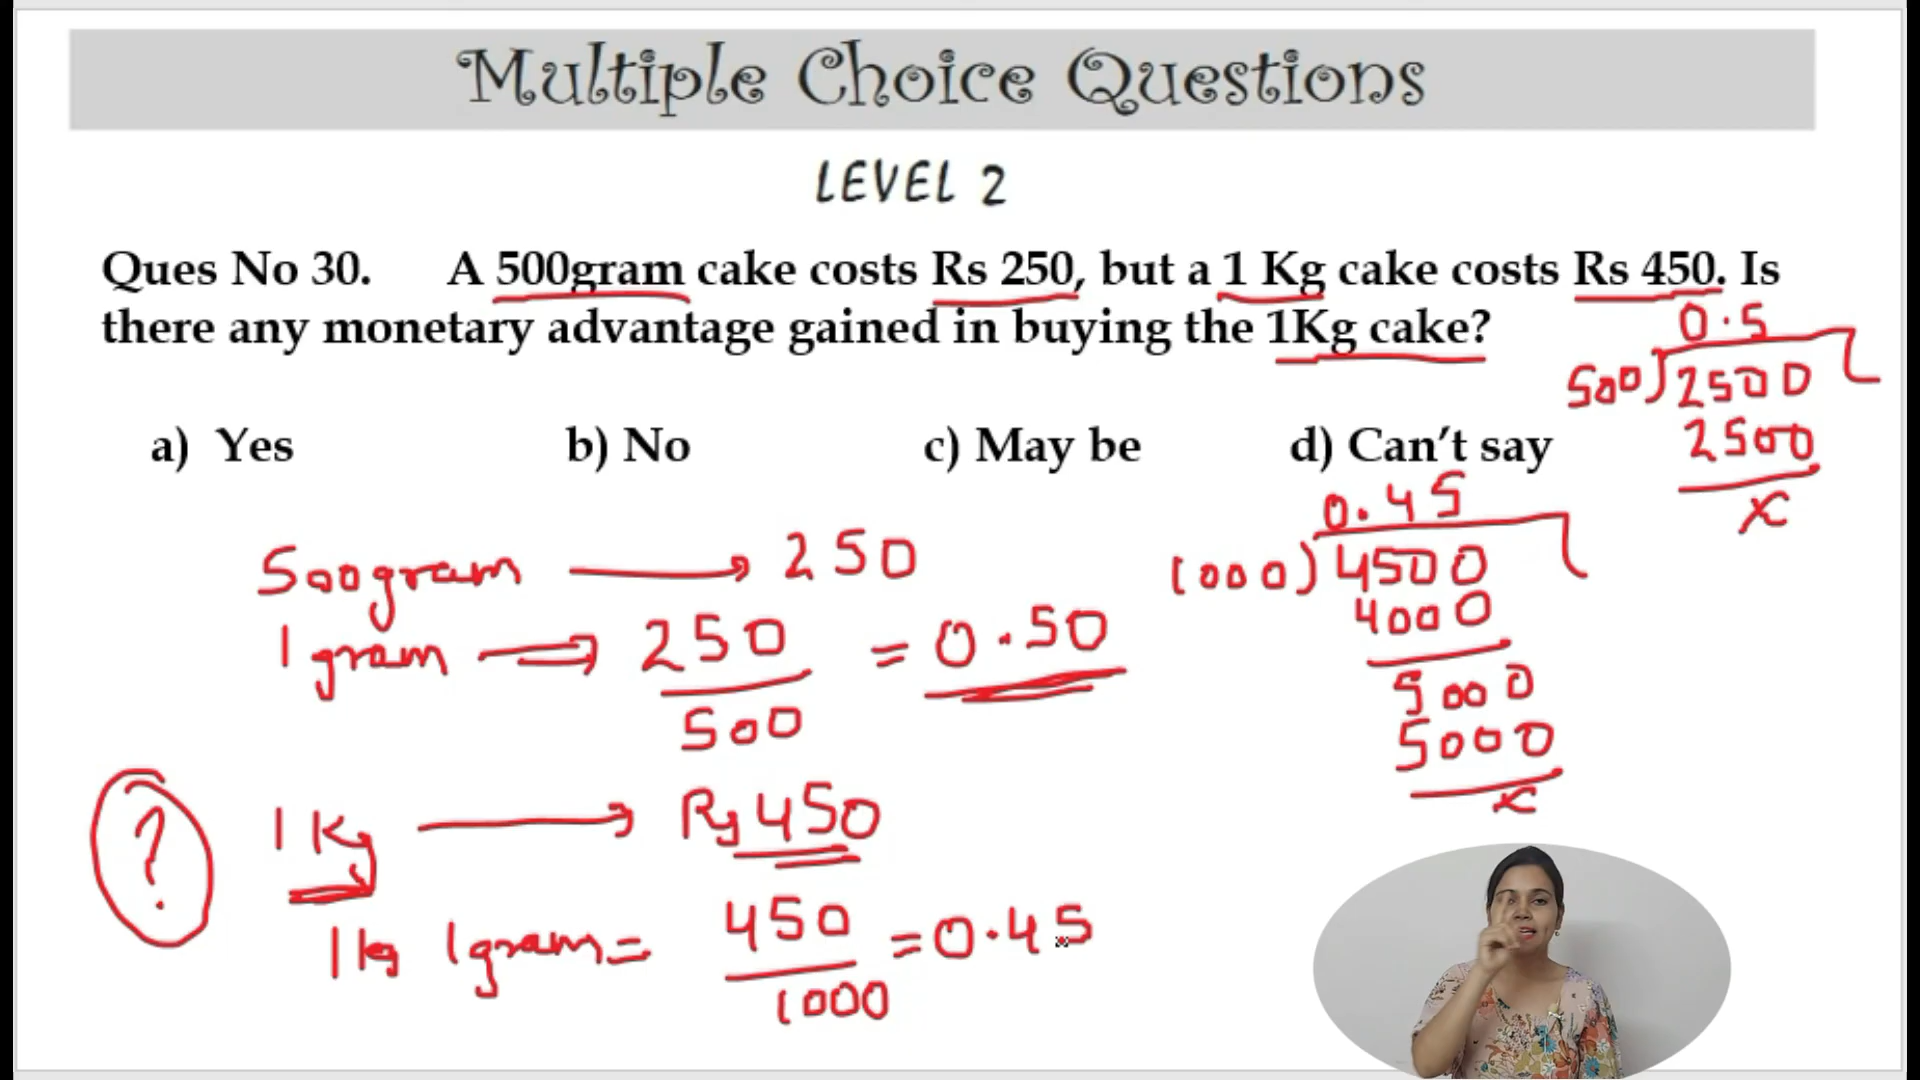 Multiple Choice Questions
LEVEL 2
Ques No 30. A 500gram cake costs Rs 250, but a 1 Kg cake costs Rs 450. Is
there any monetary advantage gained in buying the 1Kg cake?
0.5
500)2500
2500
x
a) Yes b) No c) May be d) Can't say
0.45
1000)4500
4000
5000
5000
x
500gram → 250
1 gram → 250/500 = 0.50
? 1 Kg → Rs 450
1kg 1gram = 450/1000 = 0.45